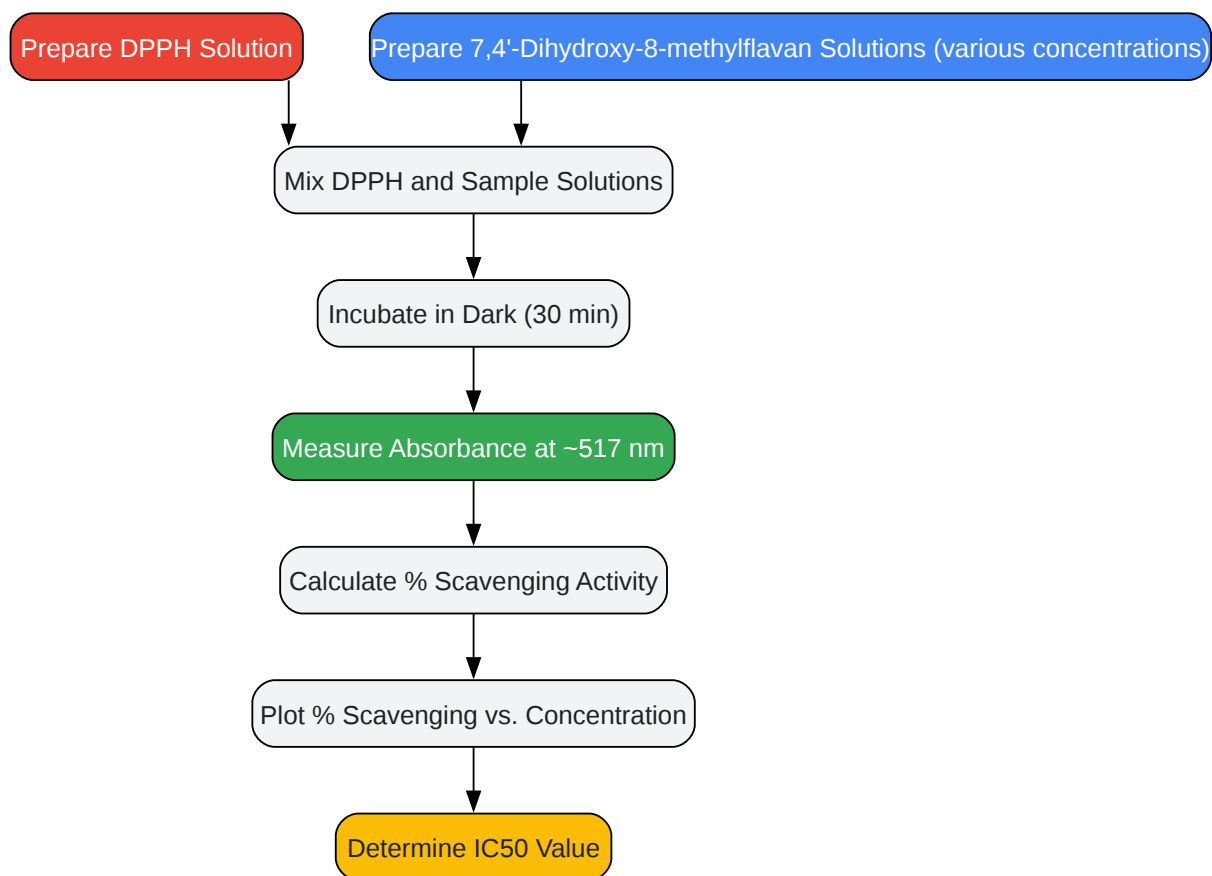 Prepare DPPH Solution
Prepare 7,4'-Dihydroxy-8-methylflavan Solutions (various concentrations)
Mix DPPH and Sample Solutions
Incubate in Dark (30 min)
Measure Absorbance at ~517 nm
Calculate % Scavenging Activity
Plot % Scavenging vs. Concentration
Determine IC50 Value